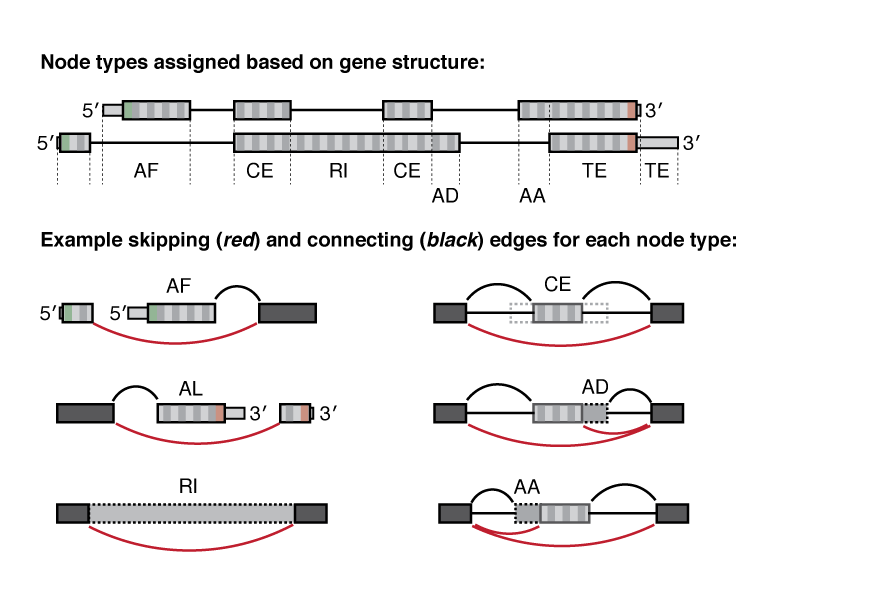 Node types assigned based on gene structure:
5′ 3′
5′ 3′
AF CE RI CE TE TE
AD AA
Example skipping (red) and connecting (black) edges for each node type:
AF CE
5′ 5′
AL AD
3′ 3′
RI AA